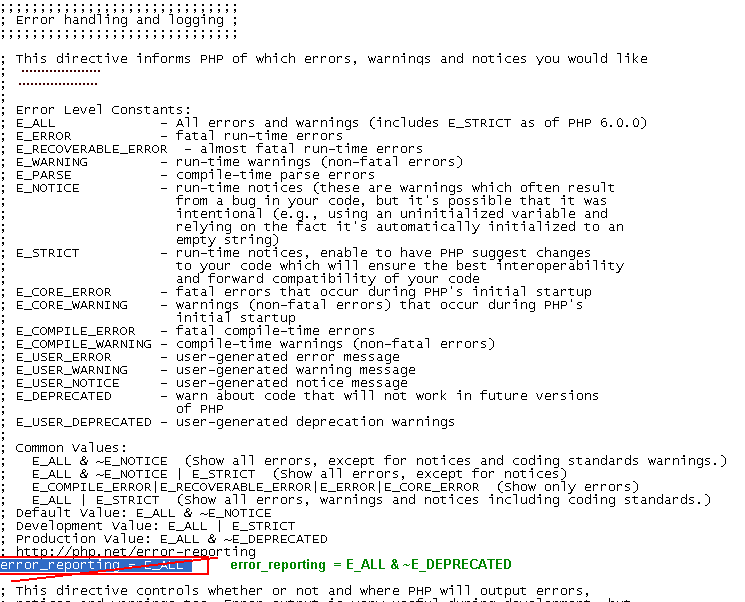 ;;;;;;;;;;;;;;;;;;;;;;;;;;;;;;
; Error handling and logging ;
;;;;;;;;;;;;;;;;;;;;;;;;;;;;;;
; This directive informs PHP of which errors, warnings and notices you would like
;
;
;
; Error Level Constants:
; E_ALL - All errors and warnings (includes E_STRICT as of PHP 6.0.0)
; E_ERROR - fatal run-time errors
; E_RECOVERABLE_ERROR - almost fatal run-time errors
; E_WARNING - run-time warnings (non-fatal errors)
; E_PARSE - compile-time parse errors
; E_NOTICE - run-time notices (these are warnings which often result
; from a bug in your code, but it's possible that it was
; intentional (e.g., using an uninitialized variable and
; relying on the fact it's automatically initialized to an
; empty string)
; E_STRICT - run-time notices, enable to have PHP suggest changes
; to your code which will ensure the best interoperability
; and forward compatibility of your code
; E_CORE_ERROR - fatal errors that occur during PHP's initial startup
; E_CORE_WARNING - warnings (non-fatal errors) that occur during PHP's
; initial startup
; E_COMPILE_ERROR - fatal compile-time errors
; E_COMPILE_WARNING - compile-time warnings (non-fatal errors)
; E_USER_ERROR - user-generated error message
; E_USER_WARNING - user-generated warning message
; E_USER_NOTICE - user-generated notice message
; E_DEPRECATED - warn about code that will not work in future versions
; of PHP
; E_USER_DEPRECATED - user-generated deprecation warnings
;
; Common Values:
; E_ALL & ~E_NOTICE (Show all errors, except for notices and coding standards warnings.)
; E_ALL & ~E_NOTICE | E_STRICT (Show all errors, except for notices)
; E_COMPILE_ERROR|E_RECOVERABLE_ERROR|E_ERROR|E_CORE_ERROR (Show only errors)
; E_ALL | E_STRICT (Show all errors, warnings and notices including coding standards.)
; Default Value: E_ALL & ~E_NOTICE
; Development Value: E_ALL | E_STRICT
; Production Value: E_ALL & ~E_DEPRECATED
; http://php.net/error-reporting
error_reporting = E_ALL error_reporting = E_ALL & ~E_DEPRECATED
; This directive controls whether or not and where PHP will output errors,